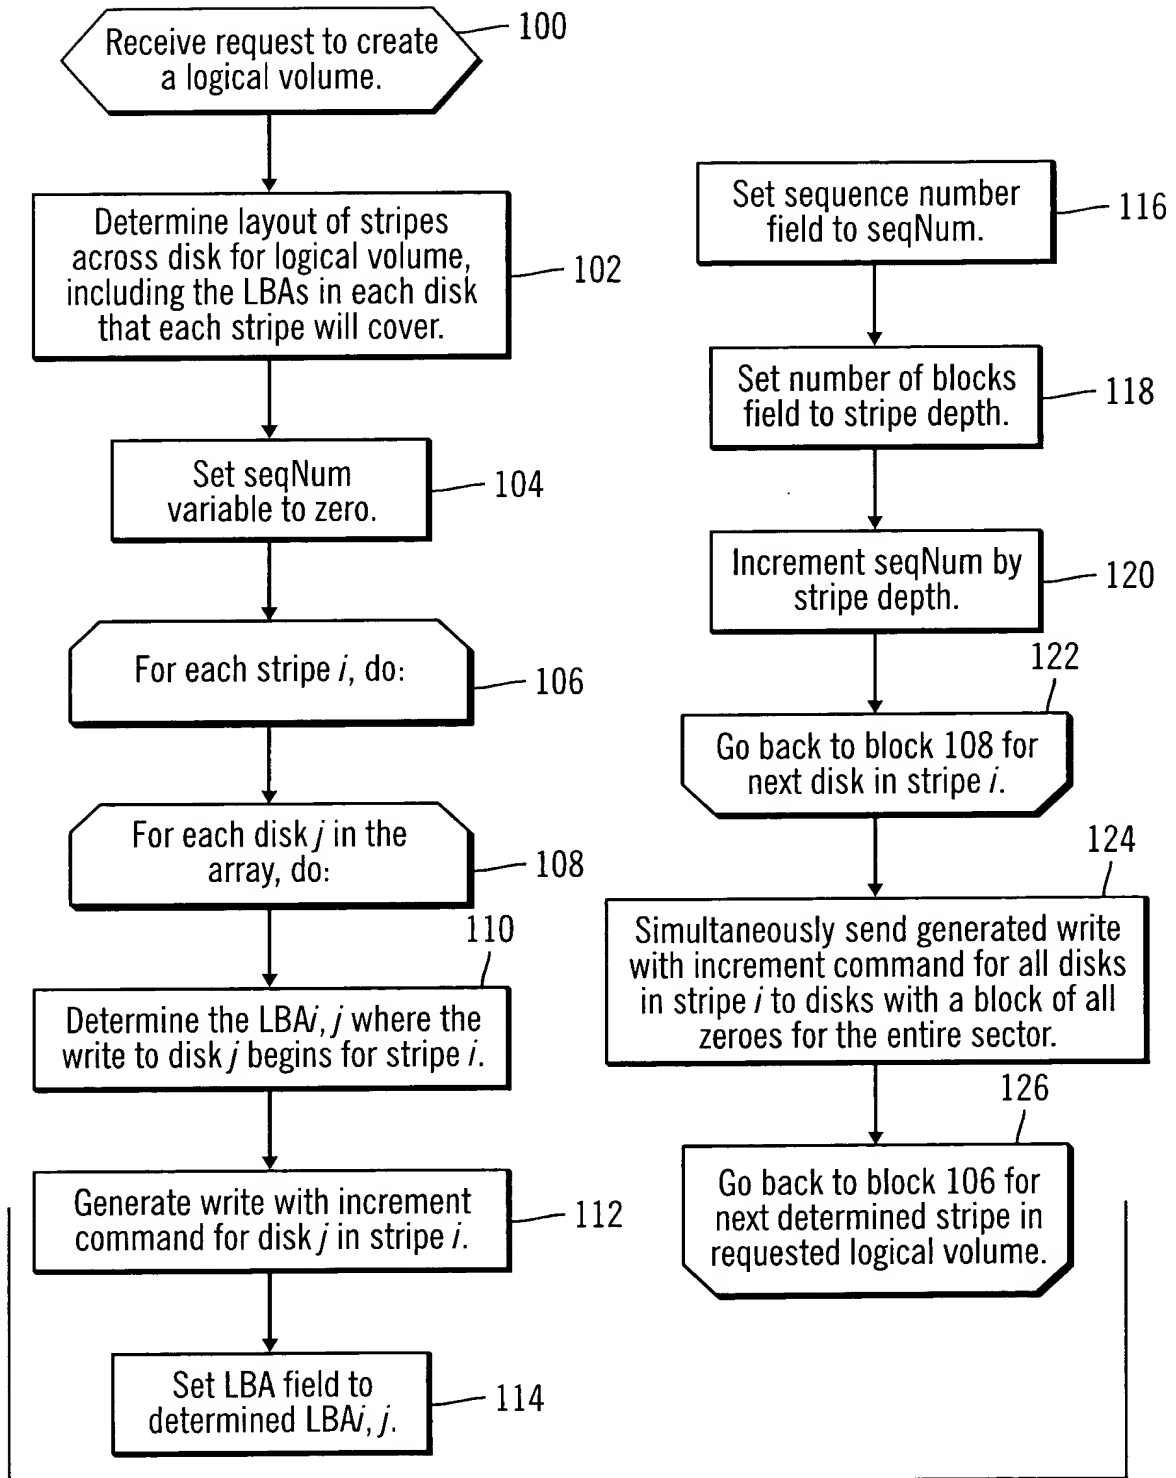 Receive request to create
a logical volume.
100
Determine layout of stripes
across disk for logical volume,
including the LBAs in each disk
that each stripe will cover.
102
Set seqNum
variable to zero.
104
For each stripe i, do:
106
For each disk j in the
array, do:
108
110
Determine the LBAi, j where the
write to disk j begins for stripe i.
Generate write with increment
command for disk j in stripe i.
112
Set LBA field to
determined LBAi, j.
114
Set sequence number
field to seqNum.
116
Set number of blocks
field to stripe depth.
118
Increment seqNum by
stripe depth.
120
122
Go back to block 108 for
next disk in stripe i.
124
Simultaneously send generated write
with increment command for all disks
in stripe i to disks with a block of all
zeroes for the entire sector.
126
Go back to block 106 for
next determined stripe in
requested logical volume.